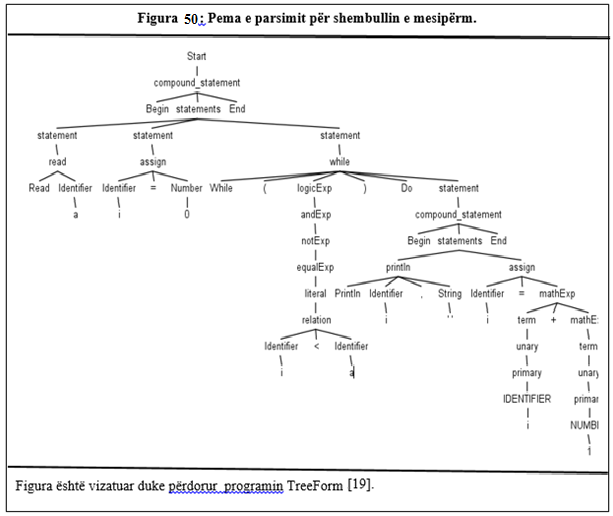 Figura 50: Pema e parsimit për shembullin e mesipërm.
Start
compound_statement
Begin statements End
statement statement statement
read assign while
Read Identifier Identifier = Number While ( logicExp ) Do statement
a i 0 andExp compound_statement
notExp Begin statements End
equalExp println assign
literal Println Identifier , String Identifier = mathExp
relation i ' ' i term + mathE
Identifier < Identifier unary term
i a primary unary
IDENTIFIER primar
i NUMBI
1
Figura është vizatuar duke përdorur programin TreeForm [19].